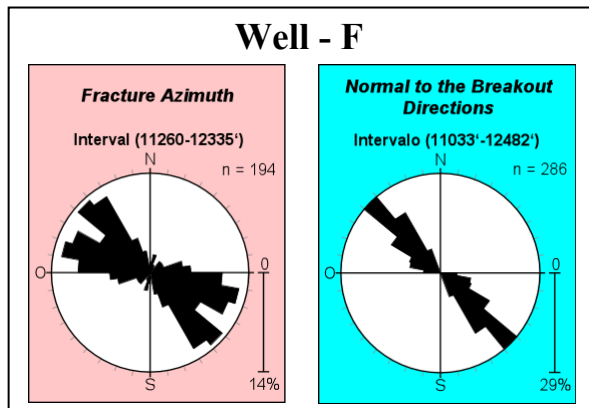 Well - F
Fracture Azimuth
Interval (11260-12335‘)
N
n = 194
O
0
S
14%
Normal to the Breakout
Directions
Intervalo (11033‘-12482‘)
N
n = 286
O
0
S
29%